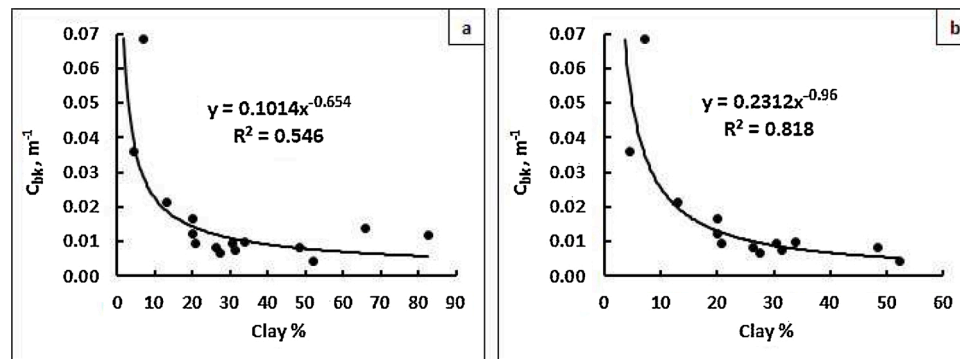 a
0.07
0.06
0.05
0.04
0.03
0.02
0.01
0.00
C_bk, m⁻¹
y = 0.1014x⁻⁰·⁶⁵⁴
R² = 0.546
0 10 20 30 40 50 60 70 80 90
Clay %
b
0.07
0.06
0.05
0.04
0.03
0.02
0.01
0.00
C_bk, m⁻¹
y = 0.2312x⁻⁰·⁹⁶
R² = 0.818
0 10 20 30 40 50 60
Clay %